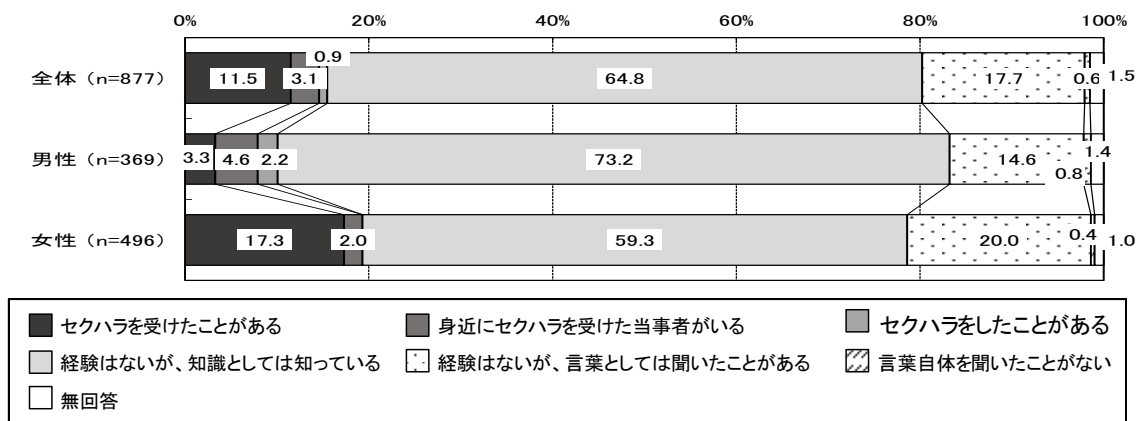 0% 20% 40% 60% 80% 100%
全体（n=877） 11.5 3.1 0.9 64.8 17.7 0.6 1.5
男性（n=369） 3.3 4.6 2.2 73.2 14.6 0.8 1.4
女性（n=496） 17.3 2.0 59.3 20.0 0.4 1.0
セクハラを受けたことがある 身近にセクハラを受けた当事者がいる セクハラをしたことがある
経験はないが、知識としては知っている 経験はないが、言葉としては聞いたことがある 言葉自体を聞いたことがない
無回答